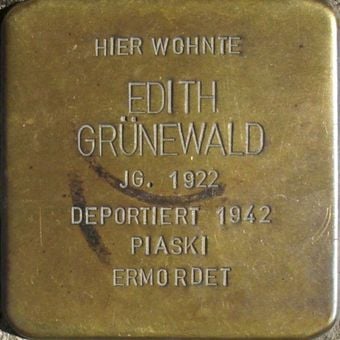 HIER WOHNTE
EDITH
GRÜNEWALD
JG. 1922
DEPORTIERT 1942
PIASKI
ERMORDET